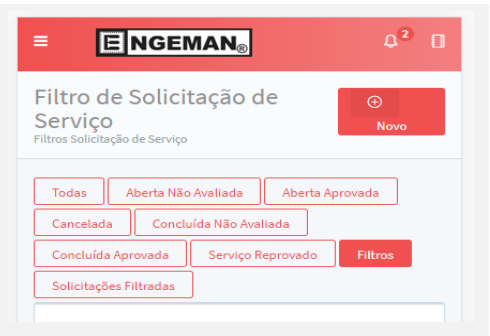 ENGEMAN®
2
Filtro de Solicitação de
Serviço
Filtros Solicitação de Serviço
Novo
Todas
Aberta Não Avaliada
Aberta Aprovada
Cancelada
Concluída Não Avaliada
Concluída Aprovada
Serviço Reprovado
Filtros
Solicitações Filtradas